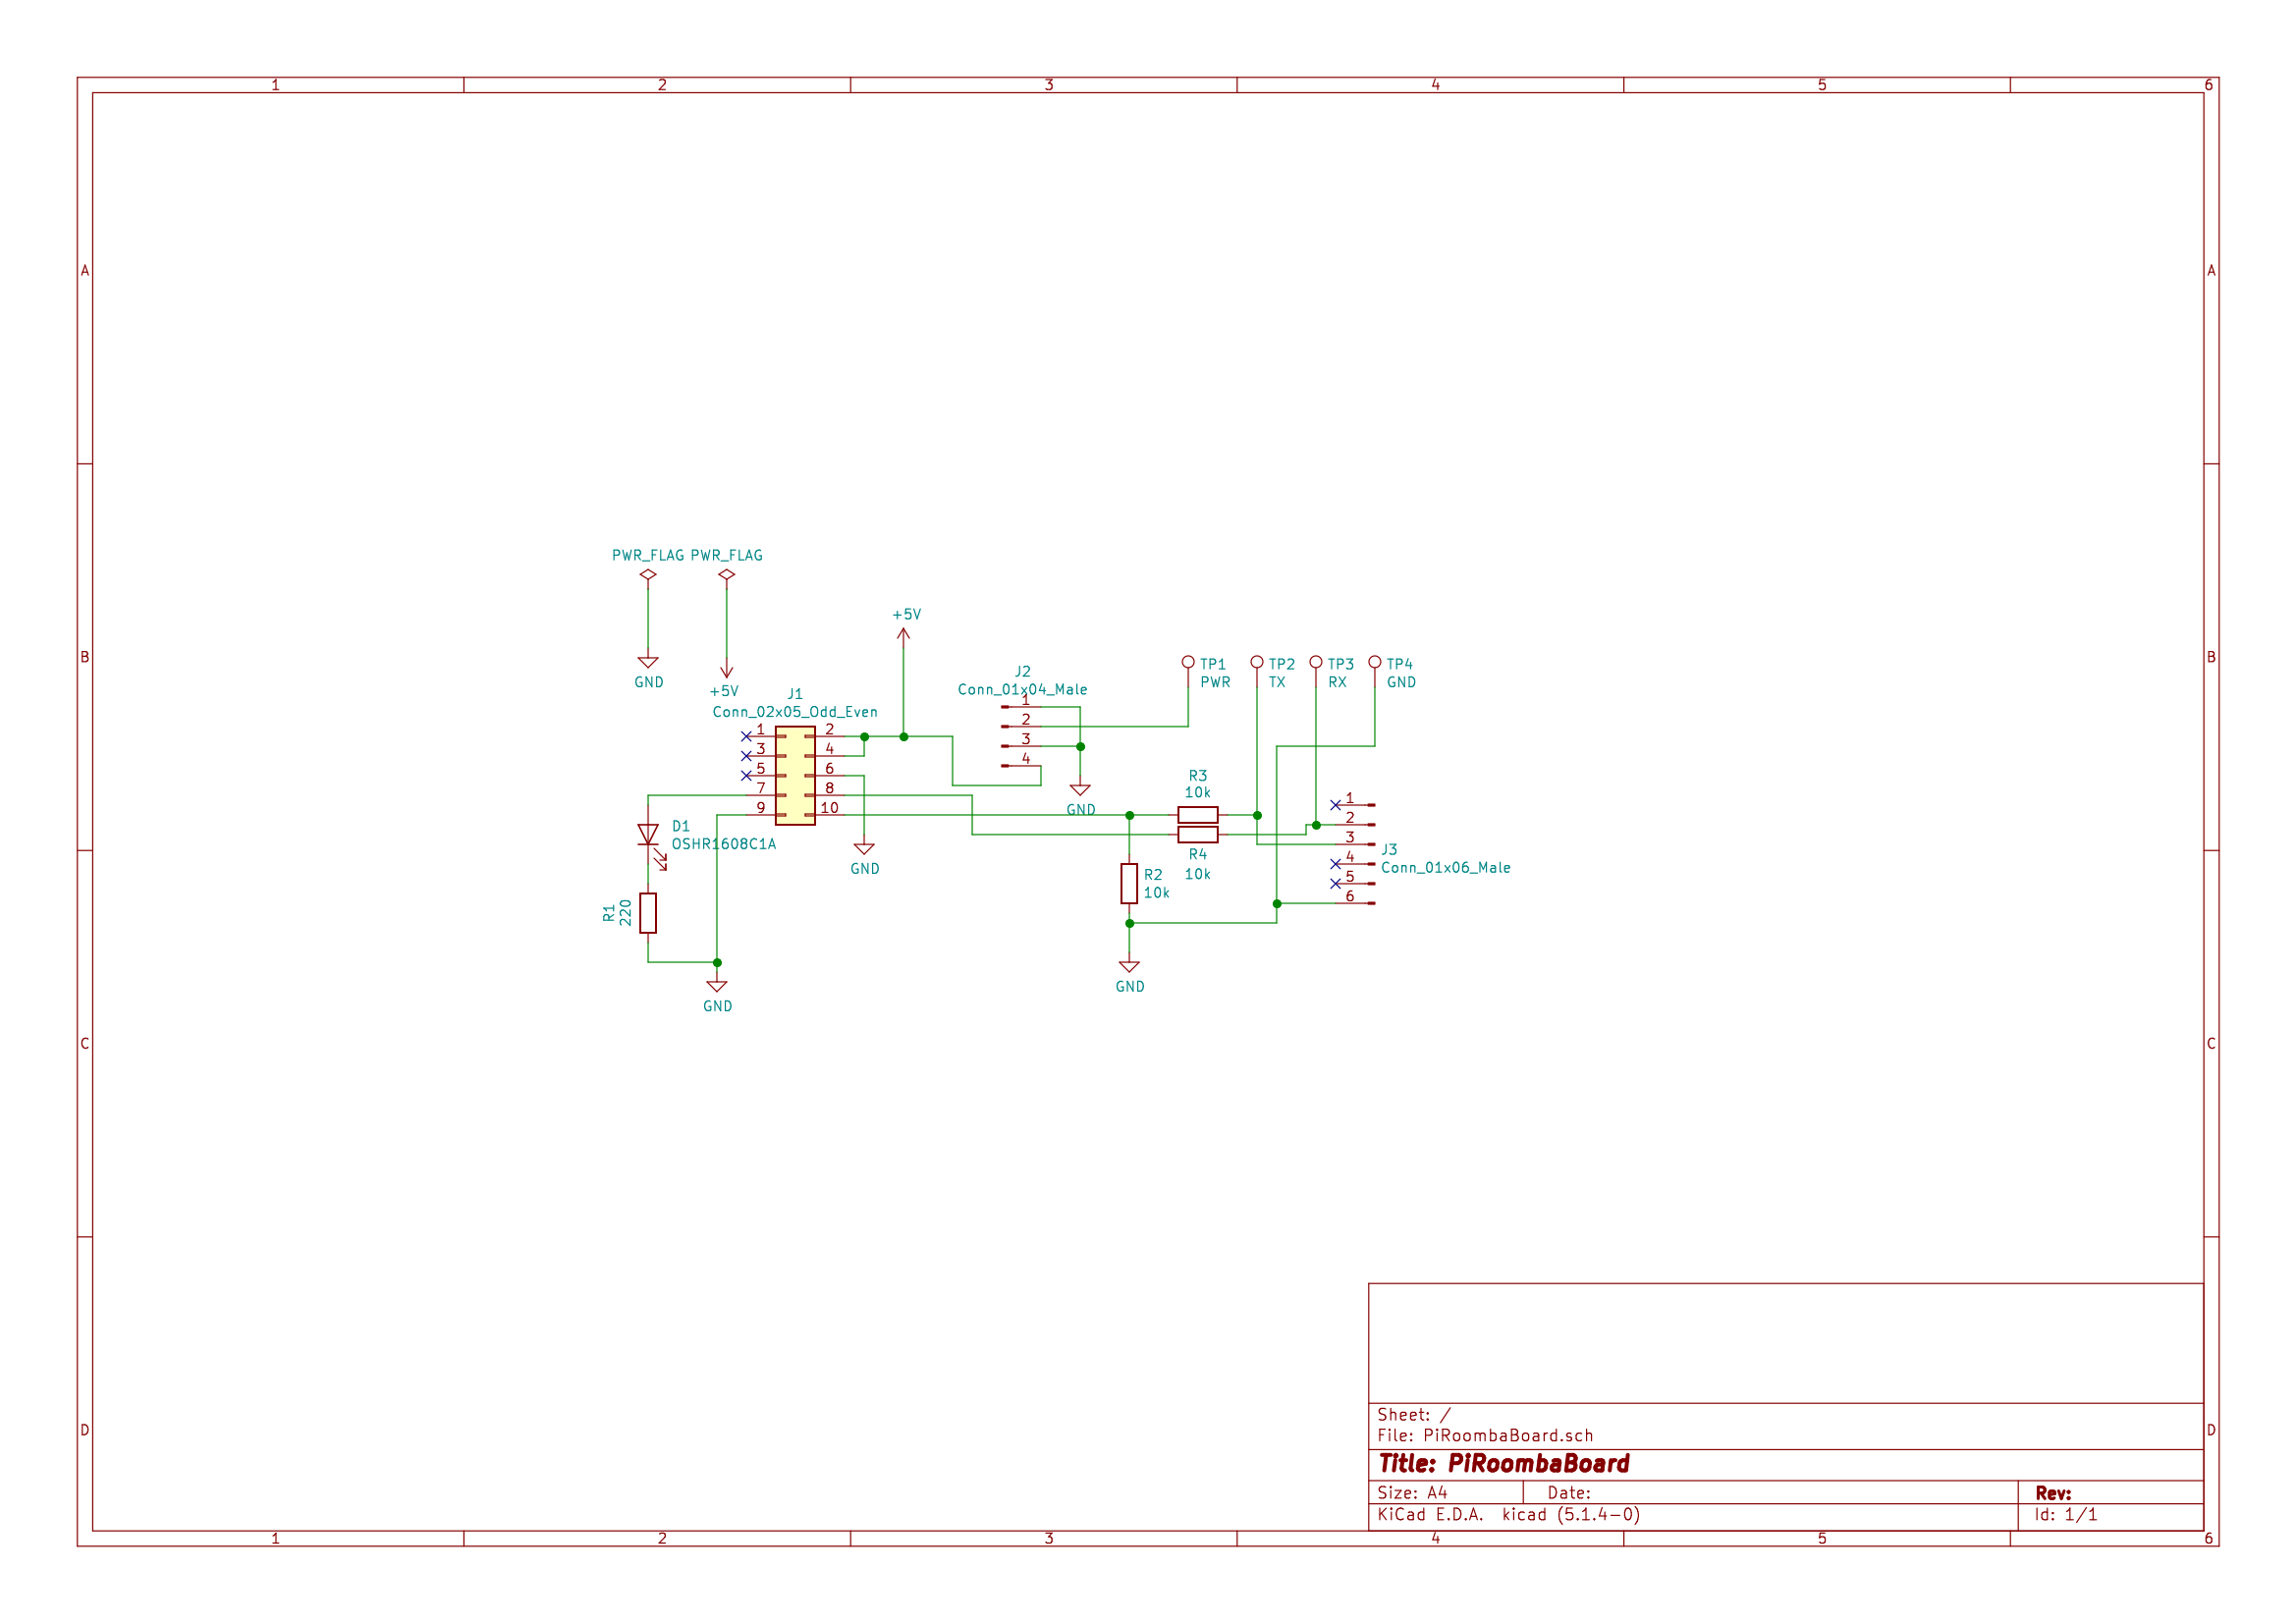 1 2 3 4 5 6
A A
B B
C C
D D
PWR_FLAG PWR_FLAG
GND
+5V
+5V
J1
Conn_02x05_Odd_Even
1 2
3 4
5 6
7 8
9 10
J2
Conn_01x04_Male
1
2
3
4
GND
TP1
PWR
TP2
TX
TP3
RX
TP4
GND
D1
OSHR1608C1A
R1
220
GND
GND
R3
10k
R4
10k
R2
10k
GND
1
2
3
4
5
6
J3
Conn_01x06_Male
Sheet: /
File: PiRoombaBoard.sch
Title: PiRoombaBoard
Size: A4 Date: Rev:
KiCad E.D.A. kicad (5.1.4-0) Id: 1/1
1 2 3 4 5 6